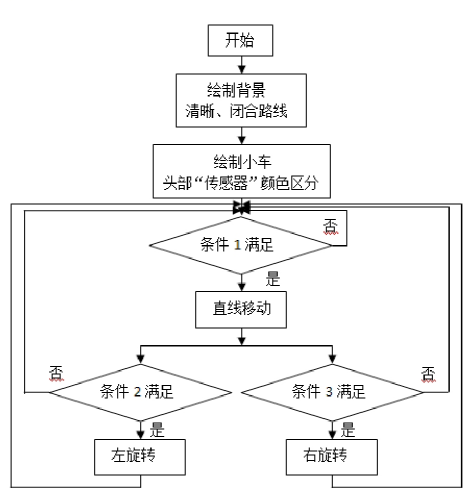 开始
绘制背景
清晰、闭合路线
绘制小车
头部“传感器”颜色区分
否
条件 1 满足
是
直线移动
否
条件 2 满足
条件 3 满足
否
是
是
左旋转
右旋转